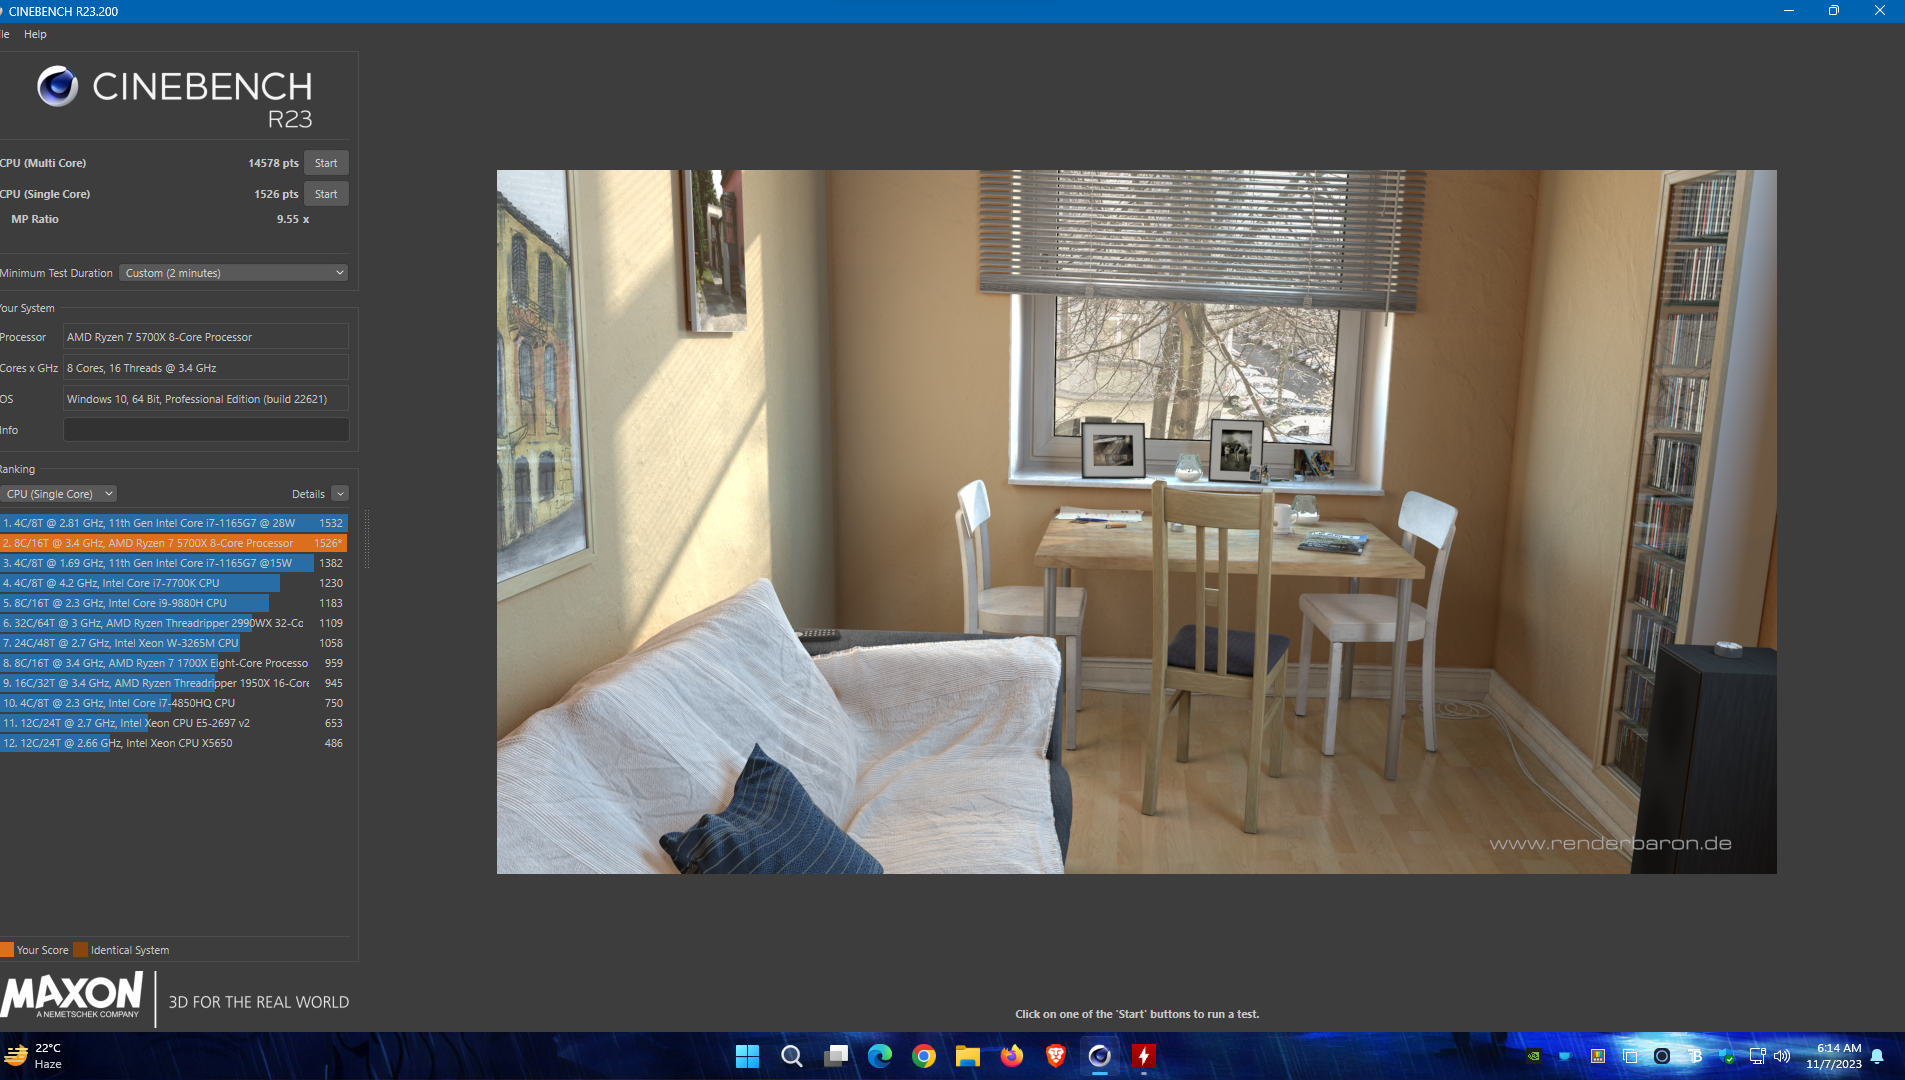 CINEBENCH R23.200
le Help
CINEBENCH
R23
CPU (Multi Core) 14578 pts Start
CPU (Single Core) 1526 pts Start
MP Ratio 9.55 x
Minimum Test Duration Custom (2 minutes)
Your System
Processor AMD Ryzen 7 5700X 8-Core Processor
Cores x GHz 8 Cores, 16 Threads @ 3.4 GHz
OS Windows 10, 64 Bit, Professional Edition (build 22621)
Info
Ranking
CPU (Single Core) Details
1. 4C/8T @ 2.81 GHz, 11th Gen Intel Core i7-1165G7 @ 28W 1532
2. 8C/16T @ 3.4 GHz, AMD Ryzen 7 5700X 8-Core Processor 1526*
3. 4C/8T @ 1.69 GHz, 11th Gen Intel Core i7-1165G7 @15W 1382
4. 4C/8T @ 4.2 GHz, Intel Core i7-7700K CPU 1230
5. 8C/16T @ 2.3 GHz, Intel Core i9-9880H CPU 1183
6. 32C/64T @ 3 GHz, AMD Ryzen Threadripper 2990WX 32-Co 1109
7. 24C/48T @ 2.7 GHz, Intel Xeon W-3265M CPU 1058
8. 8C/16T @ 3.4 GHz, AMD Ryzen 7 1700X Eight-Core Processo 959
9. 16C/32T @ 3.4 GHz, AMD Ryzen Threadripper 1950X 16-Core 945
10. 4C/8T @ 2.3 GHz, Intel Core i7-4850HQ CPU 750
11. 12C/24T @ 2.7 GHz, Intel Xeon CPU E5-2697 v2 653
12. 12C/24T @ 2.66 GHz, Intel Xeon CPU X5650 486
www.renderbaron.de
Your Score Identical System
MAXON
A NEMETSCHEK COMPANY
3D FOR THE REAL WORLD
Click on one of the 'Start' buttons to run a test.
22°C
Haze
6:14 AM
11/7/2023